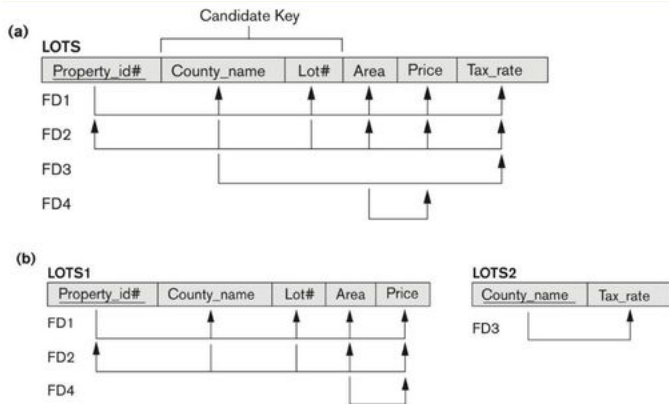 Candidate Key
(a)
LOTS
Property_id# County_name Lot# Area Price Tax_rate
FD1
FD2
FD3
FD4
(b)
LOTS1 LOTS2
Property_id# County_name Lot# Area Price County_name Tax_rate
FD1 FD3
FD2
FD4